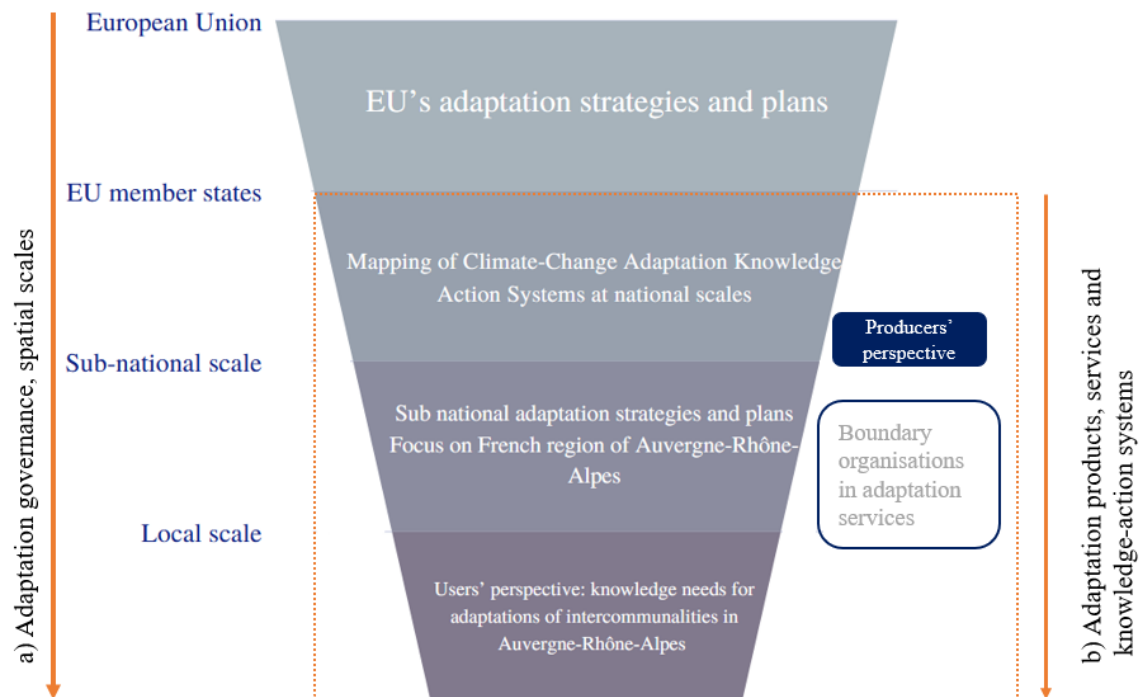 European Union
EU's adaptation strategies and plans
EU member states
Mapping of Climate-Change Adaptation Knowledge
Action Systems at national scales
Producers'
perspective
Sub-national scale
Sub national adaptation strategies and plans
Focus on French region of Auvergne-Rhône-
Alpes
Boundary
organisations
in adaptation
services
Local scale
Users' perspective: knowledge needs for
adaptations of intercommunalities in
Auvergne-Rhône-Alpes
a) Adaptation governance, spatial scales
b) Adaptation products, services and
knowledge-action systems